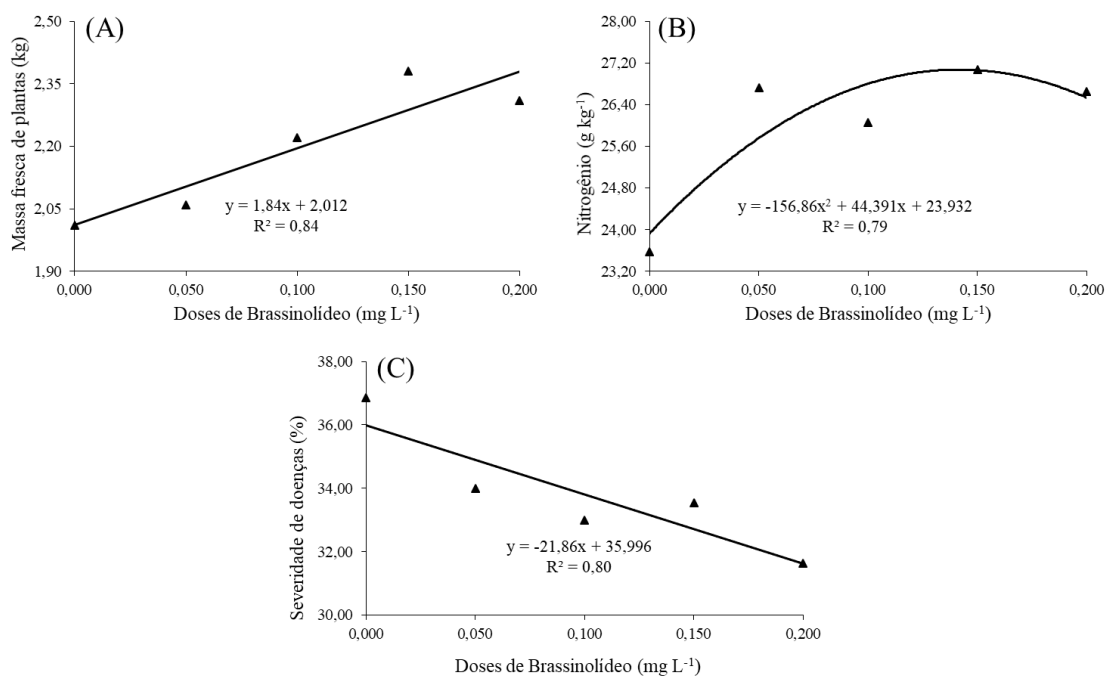 (A)
Massa fresca de plantas (kg)
2,50
2,35
2,20
2,05
1,90
y = 1,84x + 2,012
R² = 0,84
0,000 0,050 0,100 0,150 0,200
Doses de Brassinolídeo (mg L⁻¹)
(B)
Nitrogênio (g kg⁻¹)
28,00
27,20
26,40
25,60
24,80
24,00
23,20
y = -156,86x² + 44,391x + 23,932
R² = 0,79
0,000 0,050 0,100 0,150 0,200
Doses de Brassinolídeo (mg L⁻¹)
(C)
Severidade de doenças (%)
38,00
36,00
34,00
32,00
30,00
y = -21,86x + 35,996
R² = 0,80
0,000 0,050 0,100 0,150 0,200
Doses de Brassinolídeo (mg L⁻¹)